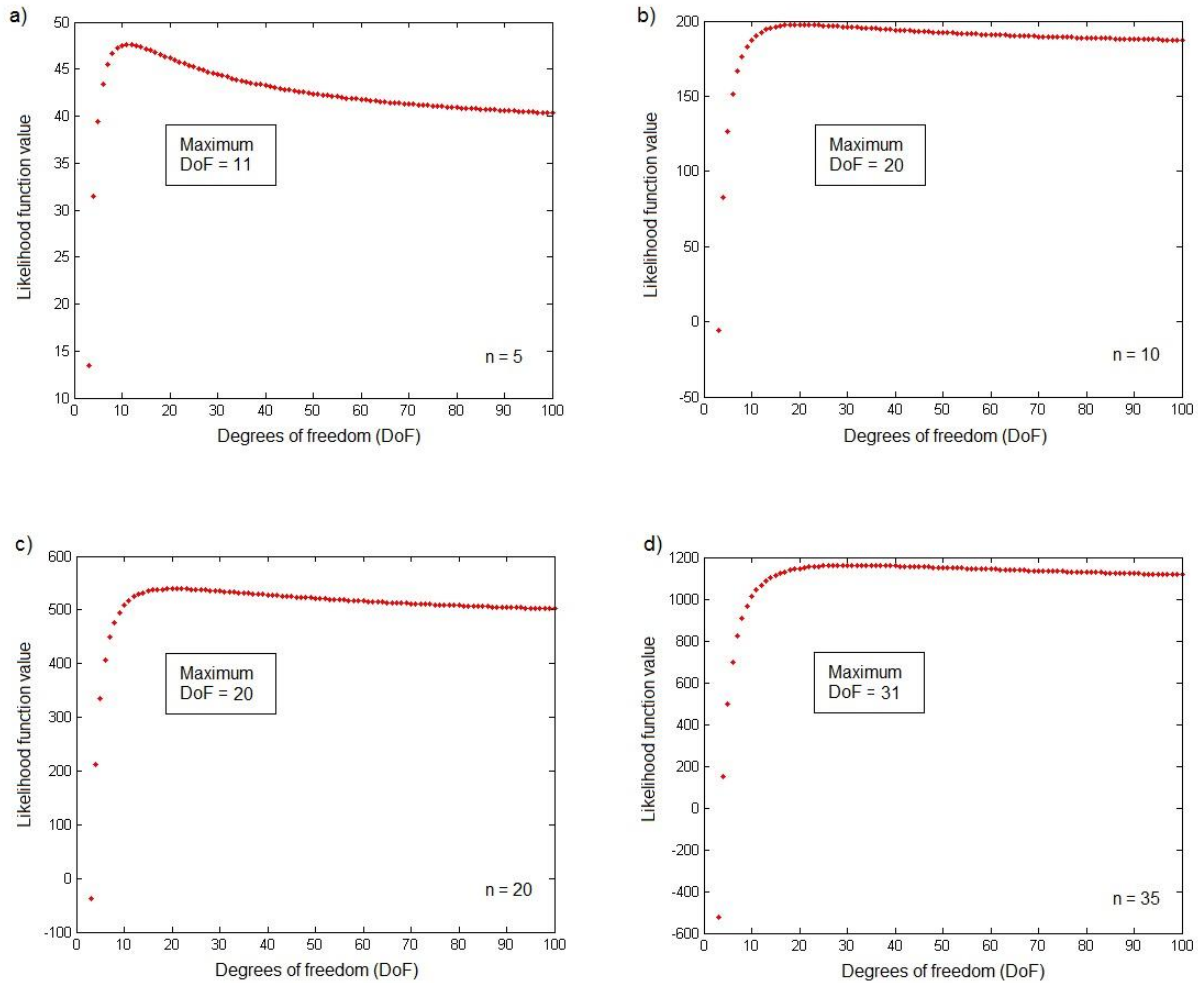 a)
50
45
40
35
30
25
20
15
10
Likelihood function value
Maximum
DoF = 11
n = 5
0 10 20 30 40 50 60 70 80 90 100
Degrees of freedom (DoF)
b)
200
150
100
50
0
-50
Likelihood function value
Maximum
DoF = 20
n = 10
0 10 20 30 40 50 60 70 80 90 100
Degrees of freedom (DoF)
c)
600
500
400
300
200
100
0
-100
Likelihood function value
Maximum
DoF = 20
n = 20
0 10 20 30 40 50 60 70 80 90 100
Degrees of freedom (DoF)
d)
1200
1000
800
600
400
200
0
-200
-400
-600
Likelihood function value
Maximum
DoF = 31
n = 35
0 10 20 30 40 50 60 70 80 90 100
Degrees of freedom (DoF)